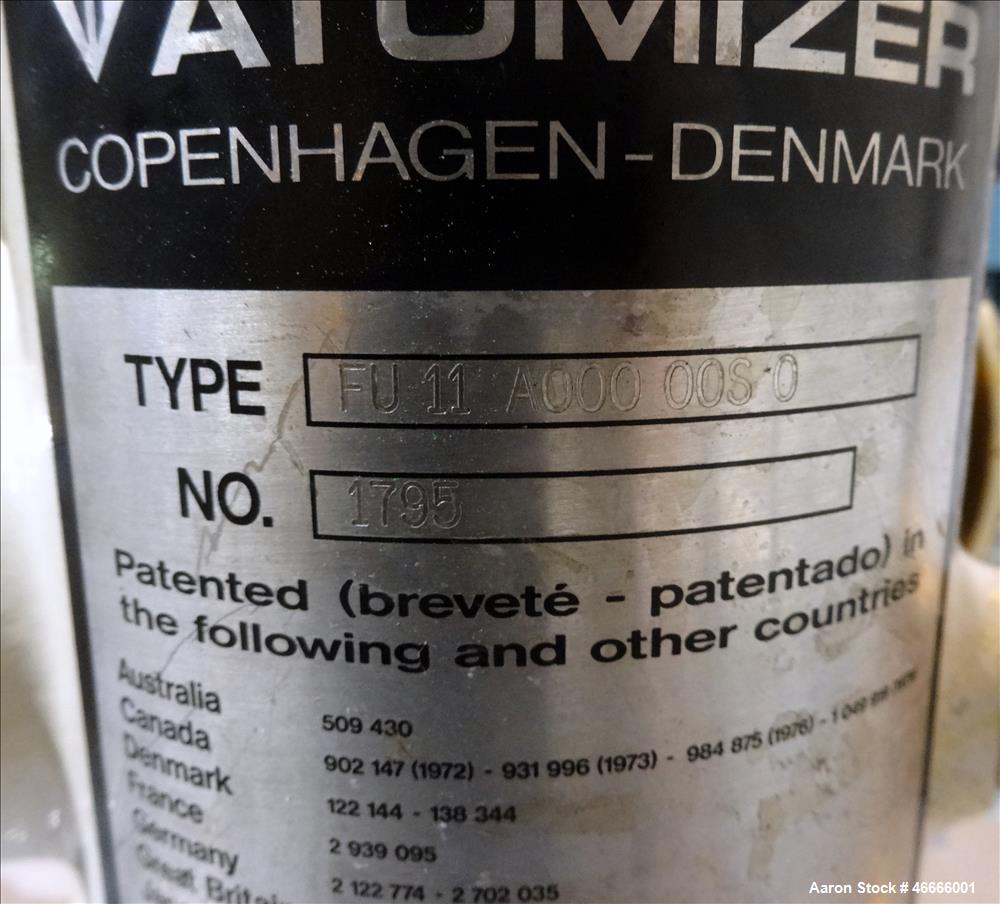 VATOMIZER
COPENHAGEN - DENMARK
TYPE FU 11 A000 00S 0
NO. 1795
Patented (breveté - patentado) in
the following and other countries
Australia 509 430
Canada 902 147 (1972) - 931 996 (1973) - 984 875 (1976) -
Denmark 122 144 - 138 344
France 2 939 095
Germany 2 122 774 - 2 702 035
Great Britain
Aaron Stock # 46666001